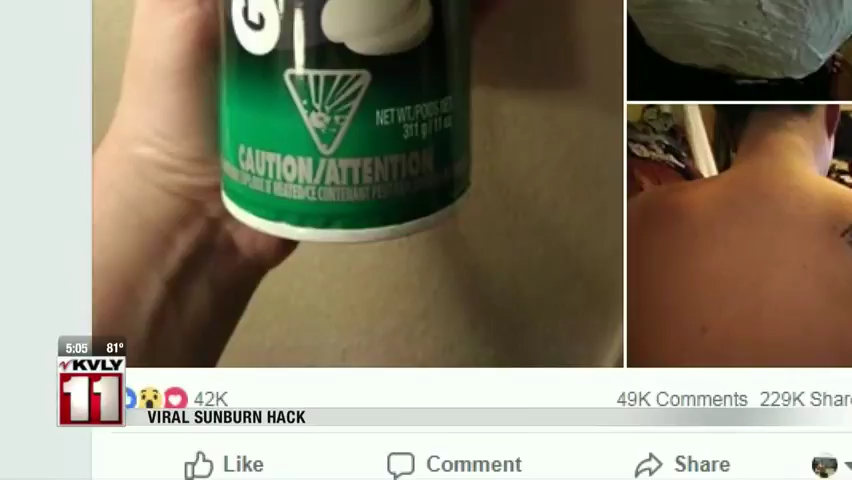 G
NET WT./POIDS NET
311 g / 11 oz
CAUTION/ATTENTION
5:05 81°
KVLY
11
42K
49K Comments 229K Shar
VIRAL SUNBURN HACK
Like Comment Share